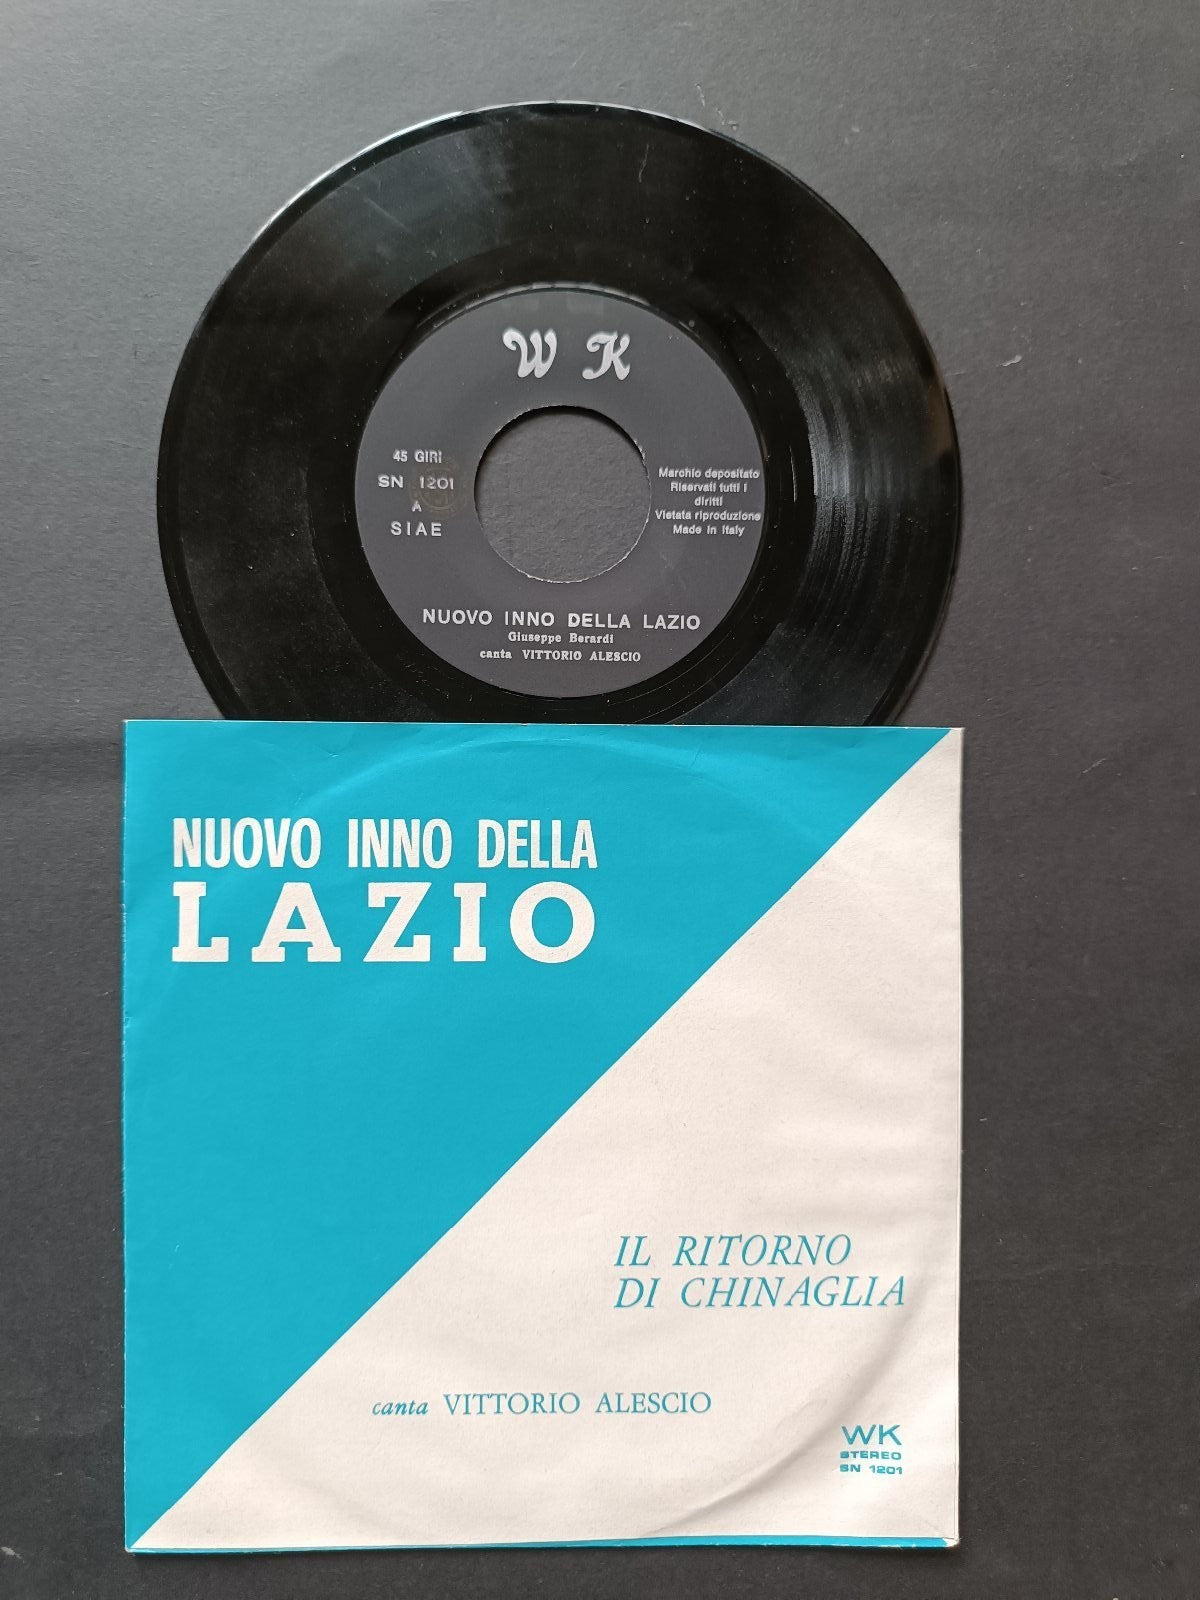 W K
45 GIRI
SN 1201
A
SIAE
Marchio depositato
Riservati tutti i
diritti
Vietata riproduzione
Made in Italy
NUOVO INNO DELLA LAZIO
Giuseppe Berardi
canta VITTORIO ALESCIO
NUOVO INNO DELLA
LAZIO
IL RITORNO
DI CHINAGLIA
canta VITTORIO ALESCIO
WK
STEREO
SN 1201